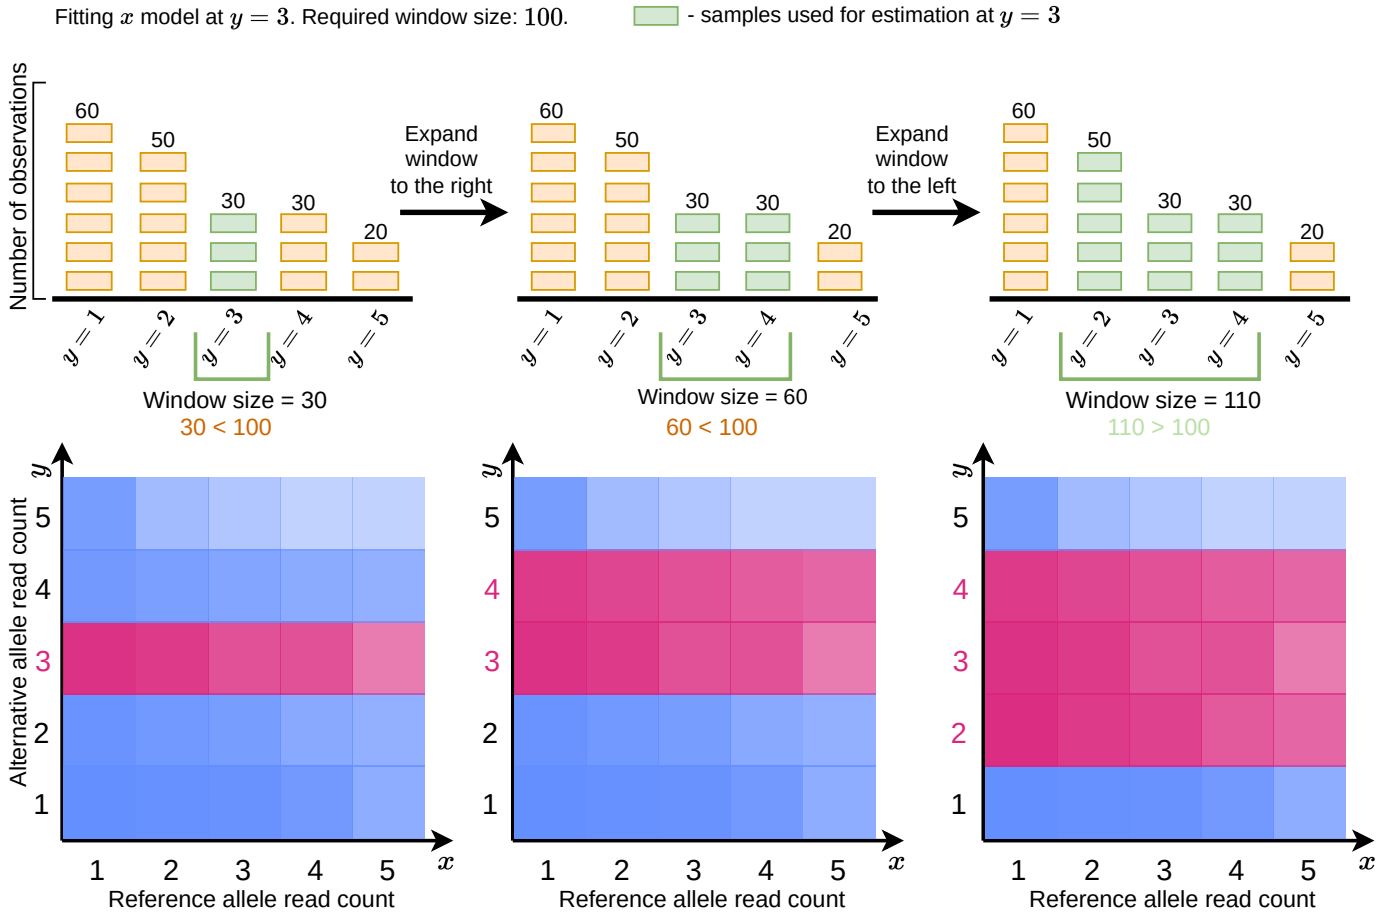 Fitting x model at y = 3. Required window size: 100.
- samples used for estimation at y = 3
Number of observations
60
50
30
30
20
y = 1
y = 2
y = 3
y = 4
y = 5
Window size = 30
30 < 100
Expand
window
to the right
60
50
30
30
20
y = 1
y = 2
y = 3
y = 4
y = 5
Window size = 60
60 < 100
Expand
window
to the left
60
50
30
30
20
y = 1
y = 2
y = 3
y = 4
y = 5
Window size = 110
110 > 100
Alternative allele read count
y
5
4
3
2
1
1 2 3 4 5 x
Reference allele read count
y
5
4
3
2
1
1 2 3 4 5 x
Reference allele read count
y
5
4
3
2
1
1 2 3 4 5 x
Reference allele read count